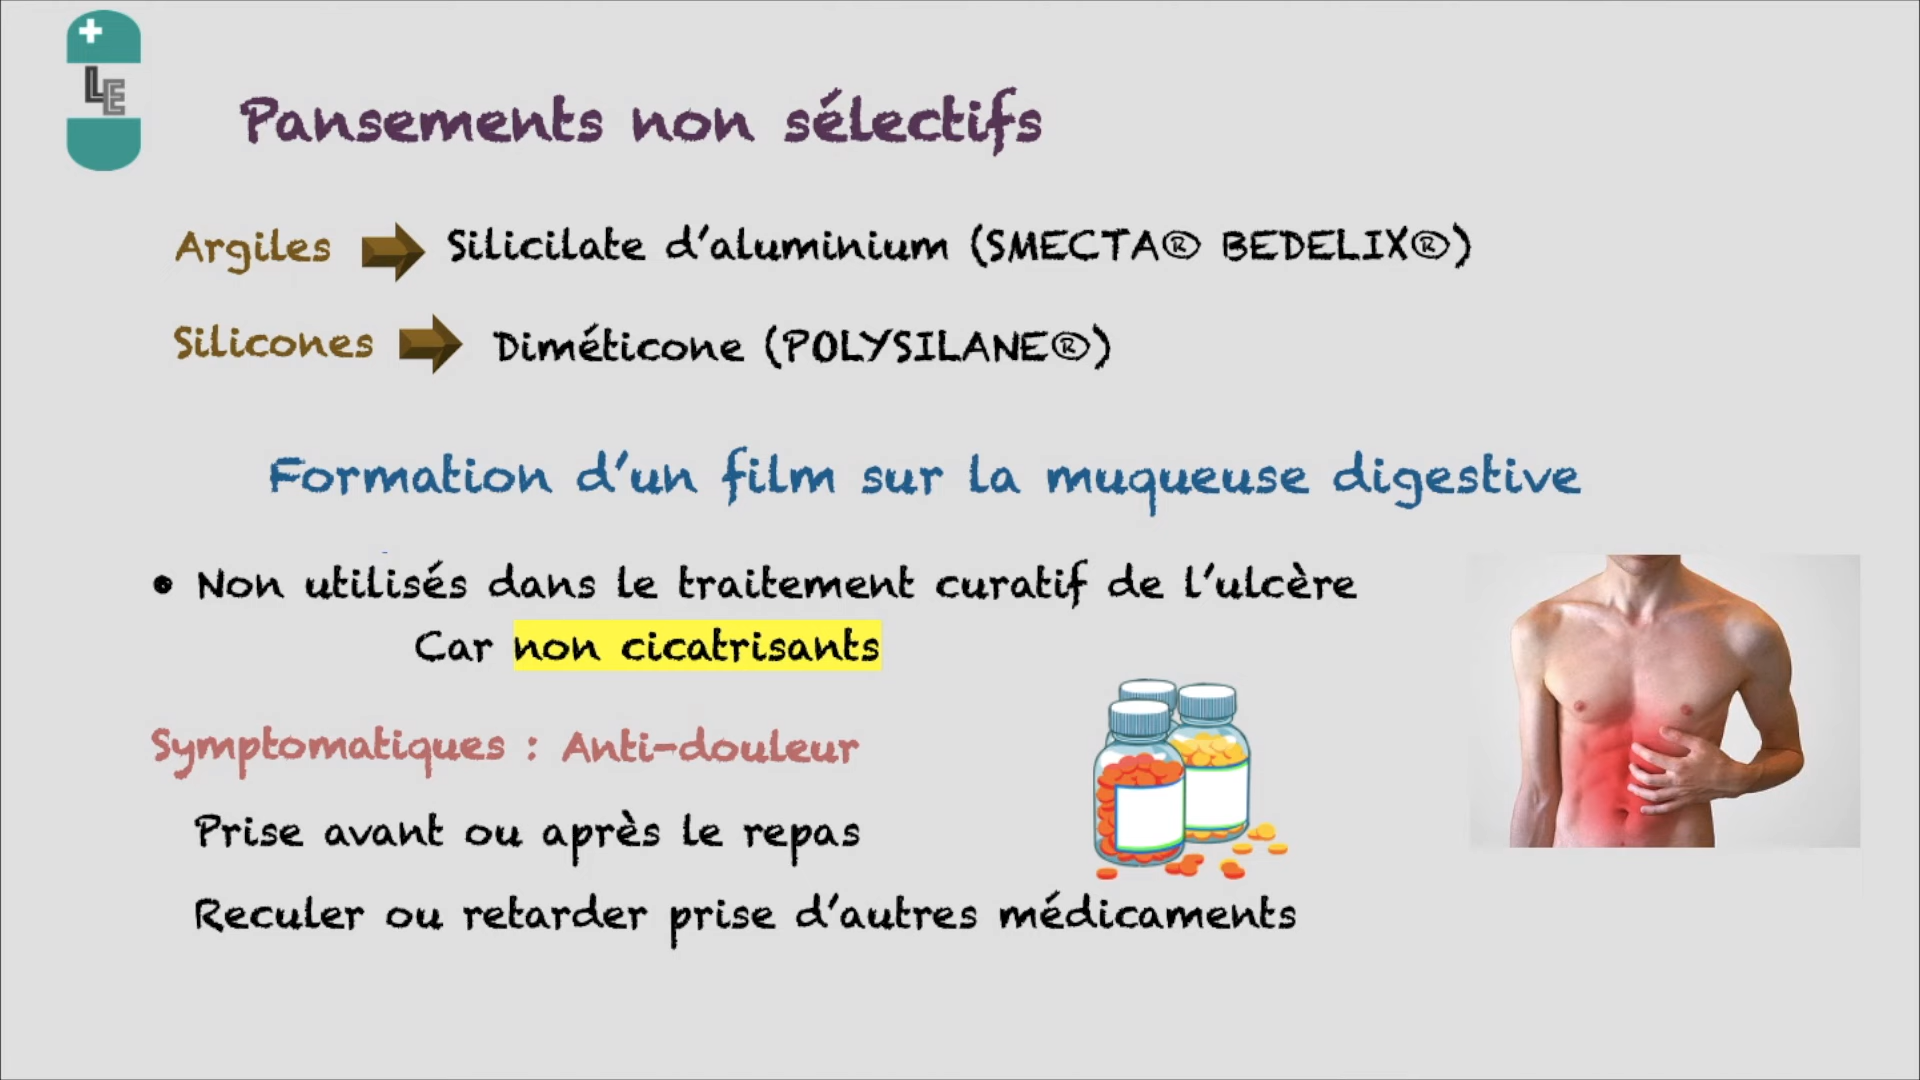 LE
Pansements non sélectifs
Argiles Silicilate d'aluminium (SMECTA® BEDELIX®)
Silicones Diméticone (POLYSILANE®)
Formation d'un film sur la muqueuse digestive
• Non utilisés dans le traitement curatif de l'ulcère
Car non cicatrisants
Symptomatiques : Anti-douleur
Prise avant ou après le repas
Reculer ou retarder prise d'autres médicaments